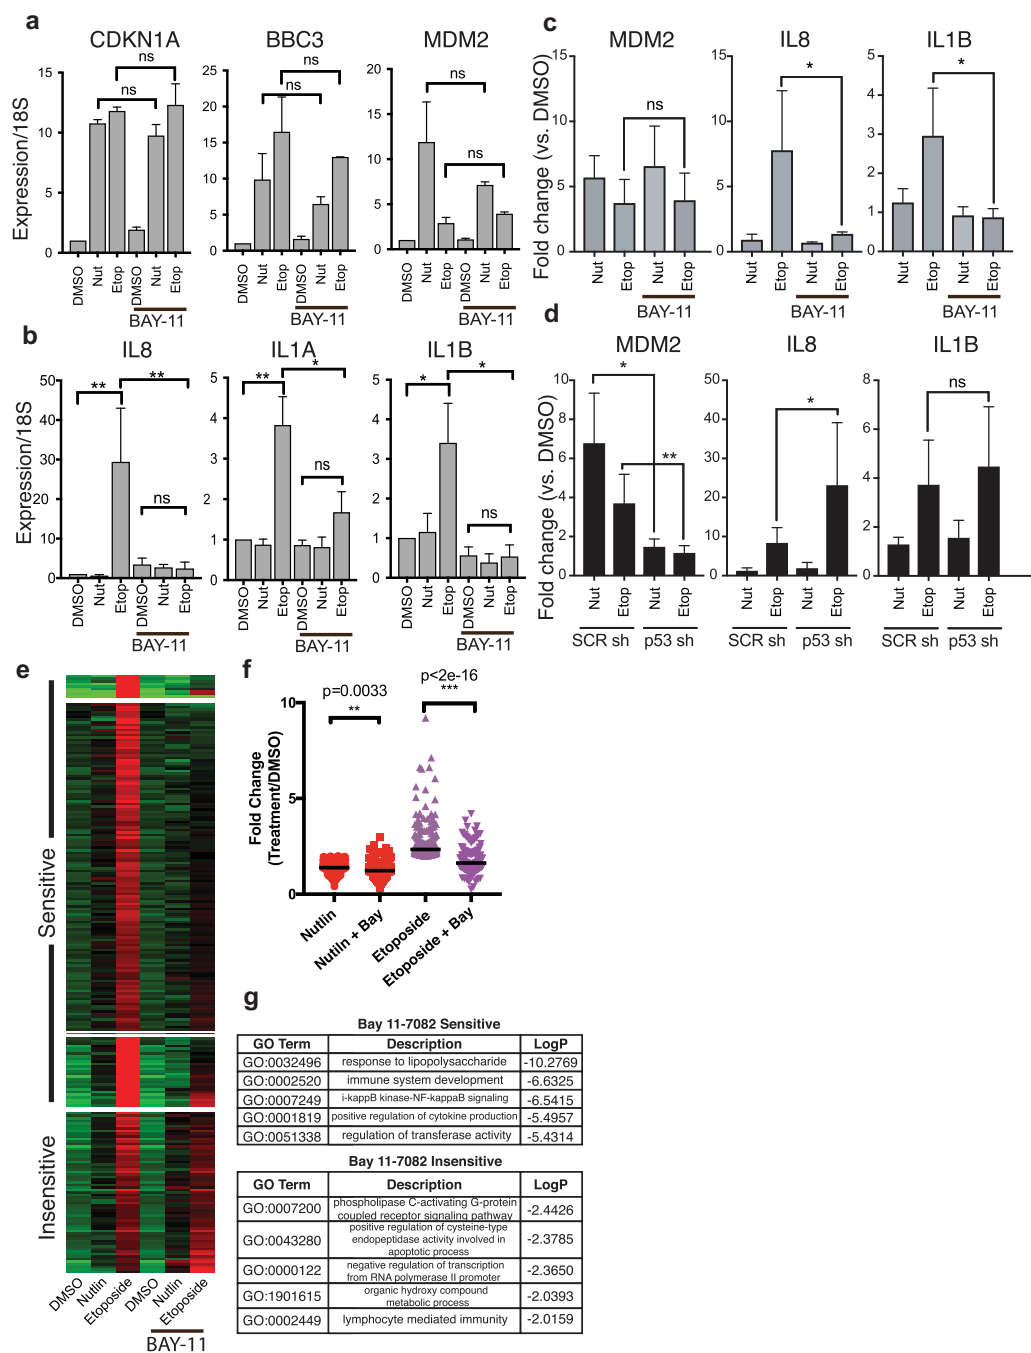 a
CDKN1A
BBC3
MDM2
Expression/18S
15
10
5
0
ns
ns
DMSO
Nut
Etop
DMSO
Nut
Etop
BAY-11
25
20
15
10
5
0
ns
ns
DMSO
Nut
Etop
DMSO
Nut
Etop
BAY-11
20
15
10
5
0
ns
ns
DMSO
Nut
Etop
DMSO
Nut
Etop
BAY-11
b
IL8
IL1A
IL1B
Expression/18S
50
40
30
20
10
0
**
**
ns
DMSO
Nut
Etop
DMSO
Nut
Etop
BAY-11
5
4
3
2
1
0
**
*
ns
DMSO
Nut
Etop
DMSO
Nut
Etop
BAY-11
5
4
3
2
1
0
*
*
ns
DMSO
Nut
Etop
DMSO
Nut
Etop
BAY-11
c
MDM2
IL8
IL1B
Fold change (vs. DMSO)
15
10
5
0
ns
Nut
Etop
Nut
Etop
BAY-11
15
10
5
0
*
Nut
Etop
Nut
Etop
BAY-11
5
4
3
2
1
0
*
Nut
Etop
Nut
Etop
BAY-11
d
MDM2
IL8
IL1B
Fold change (vs. DMSO)
10
8
6
4
2
0
*
**
Nut
Etop
Nut
Etop
SCR sh
p53 sh
50
40
30
20
10
0
*
Nut
Etop
Nut
Etop
SCR sh
p53 sh
8
6
4
2
0
ns
Nut
Etop
Nut
Etop
SCR sh
p53 sh
e
Sensitive
Insensitive
DMSO
Nutlin
Etoposide
DMSO
Nutlin
Etoposide
BAY-11
f
p=0.0033
**
p<2e-16
***
Fold Change
(Treatment/DMSO)
10
5
0
Nutlin
Nutiln + Bay
Etoposide
Etoposide + Bay
g
Bay 11-7082 Sensitive
GO Term Description LogP
GO:0032496 response to lipopolysaccharide -10.2769
GO:0002520 immune system development -6.6325
GO:0007249 i-kappB kinase-NF-kappaB signaling -6.5415
GO:0001819 positive regulation of cytokine production -5.4957
GO:0051338 regulation of transferase activity -5.4314
Bay 11-7082 Insensitive
GO Term Description LogP
GO:0007200 phospholipase C-activating G-protein
coupled receptor signaling pathway -2.4426
GO:0043280 positive regulation of cysteine-type
endopeptidase activity involved in
apoptotic process -2.3785
GO:0000122 negative regulation of transcription
from RNA polymerase II promoter -2.3650
GO:1901615 organic hydroxy compound
metabolic process -2.0393
GO:0002449 lymphocyte mediated immunity -2.0159